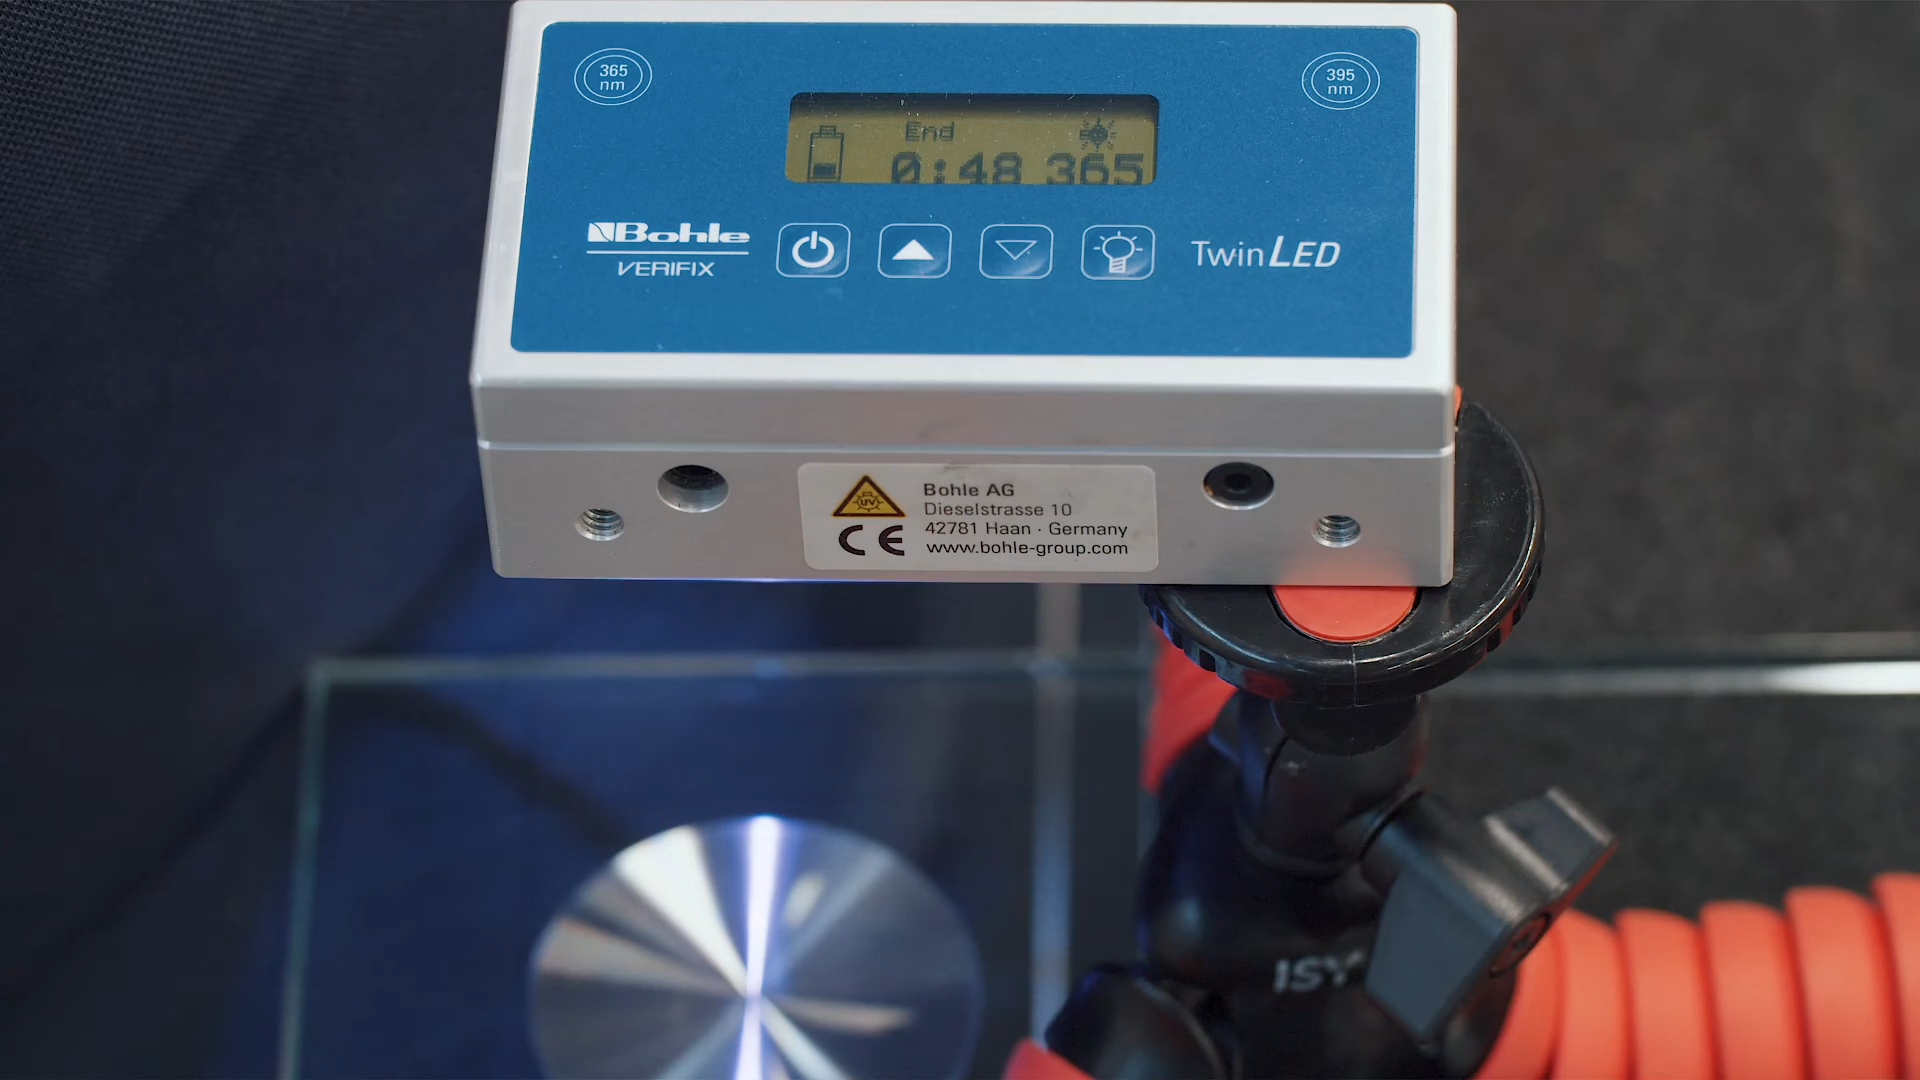 365
nm
395
nm
End
0:48 365
Bohle
VERIFIX
TwinLED
UV
Bohle AG
Dieselstrasse 10
42781 Haan · Germany
CE
www.bohle-group.com
ISY